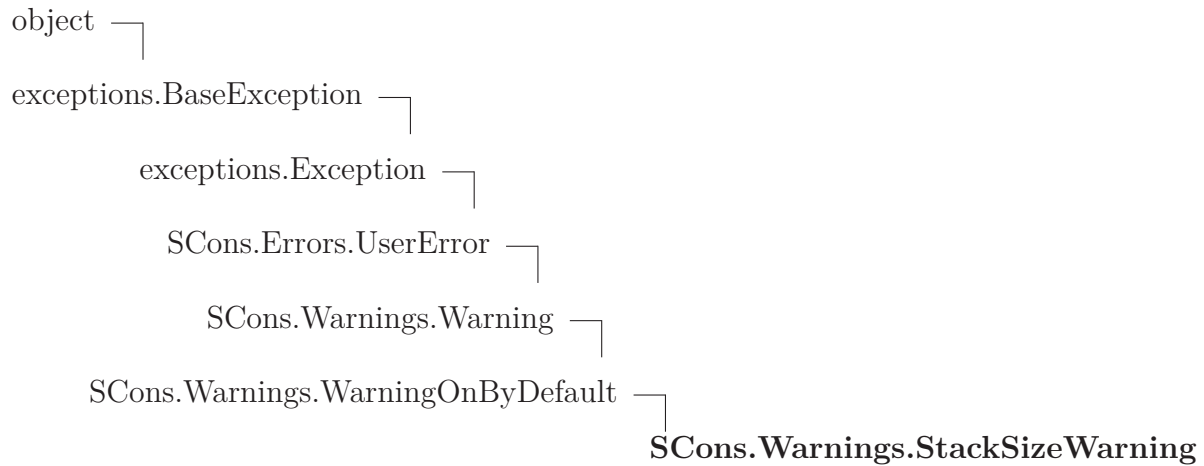 object
exceptions.BaseException
exceptions.Exception
SCons.Errors.UserError
SCons.Warnings.Warning
SCons.Warnings.WarningOnByDefault
SCons.Warnings.StackSizeWarning